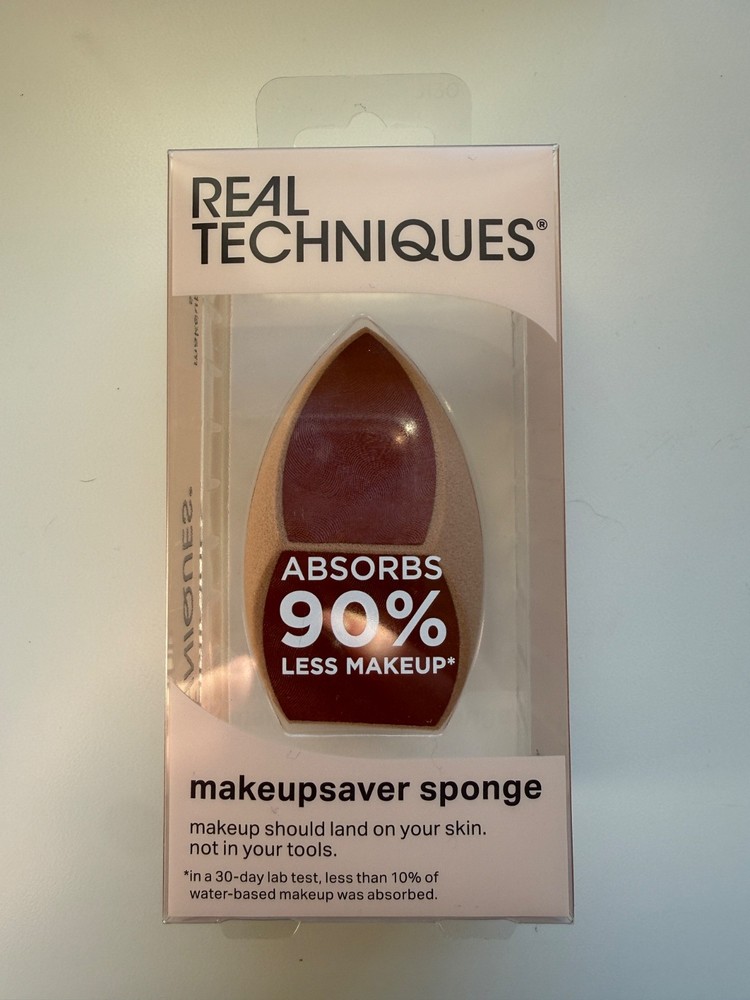 REAL
TECHNIQUES®
ABSORBS
90%
LESS MAKEUP*
makeupsaver sponge
makeup should land on your skin.
not in your tools.
*in a 30-day lab test, less than 10% of
water-based makeup was absorbed.